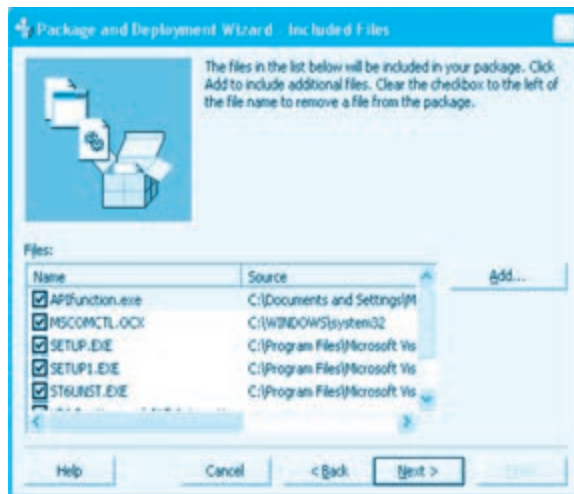 Package and Deployment Wizard - Included Files
The files in the list below will be included in your package. Click
Add to include additional files. Clear the checkbox to the left of
the file name to remove a file from the package.
Files:
Name Source
APIfunction.exe C:\Documents and Settings\M
MSCOMCTL.OCX C:\WINDOWS\system32
SETUP.EXE C:\Program Files\Microsoft Vis
SETUP1.EXE C:\Program Files\Microsoft Vis
ST6UNST.EXE C:\Program Files\Microsoft Vis
Add...
Help Cancel < Back Next >